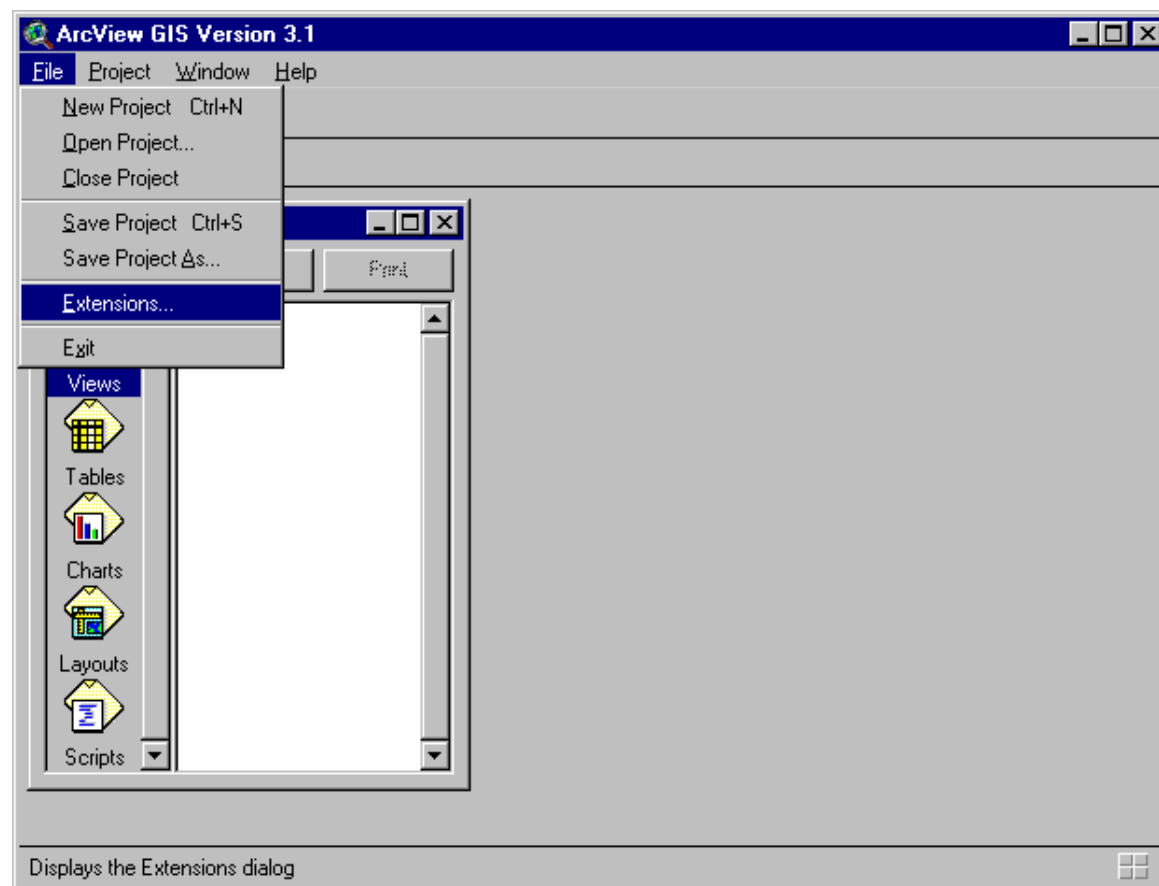 ArcView GIS Version 3.1
File Project Window Help
New Project Ctrl+N
Open Project...
Close Project
Save Project Ctrl+S
Save Project As...
Extensions...
Exit
Print
Views
Tables
Charts
Layouts
Scripts
Displays the Extensions dialog